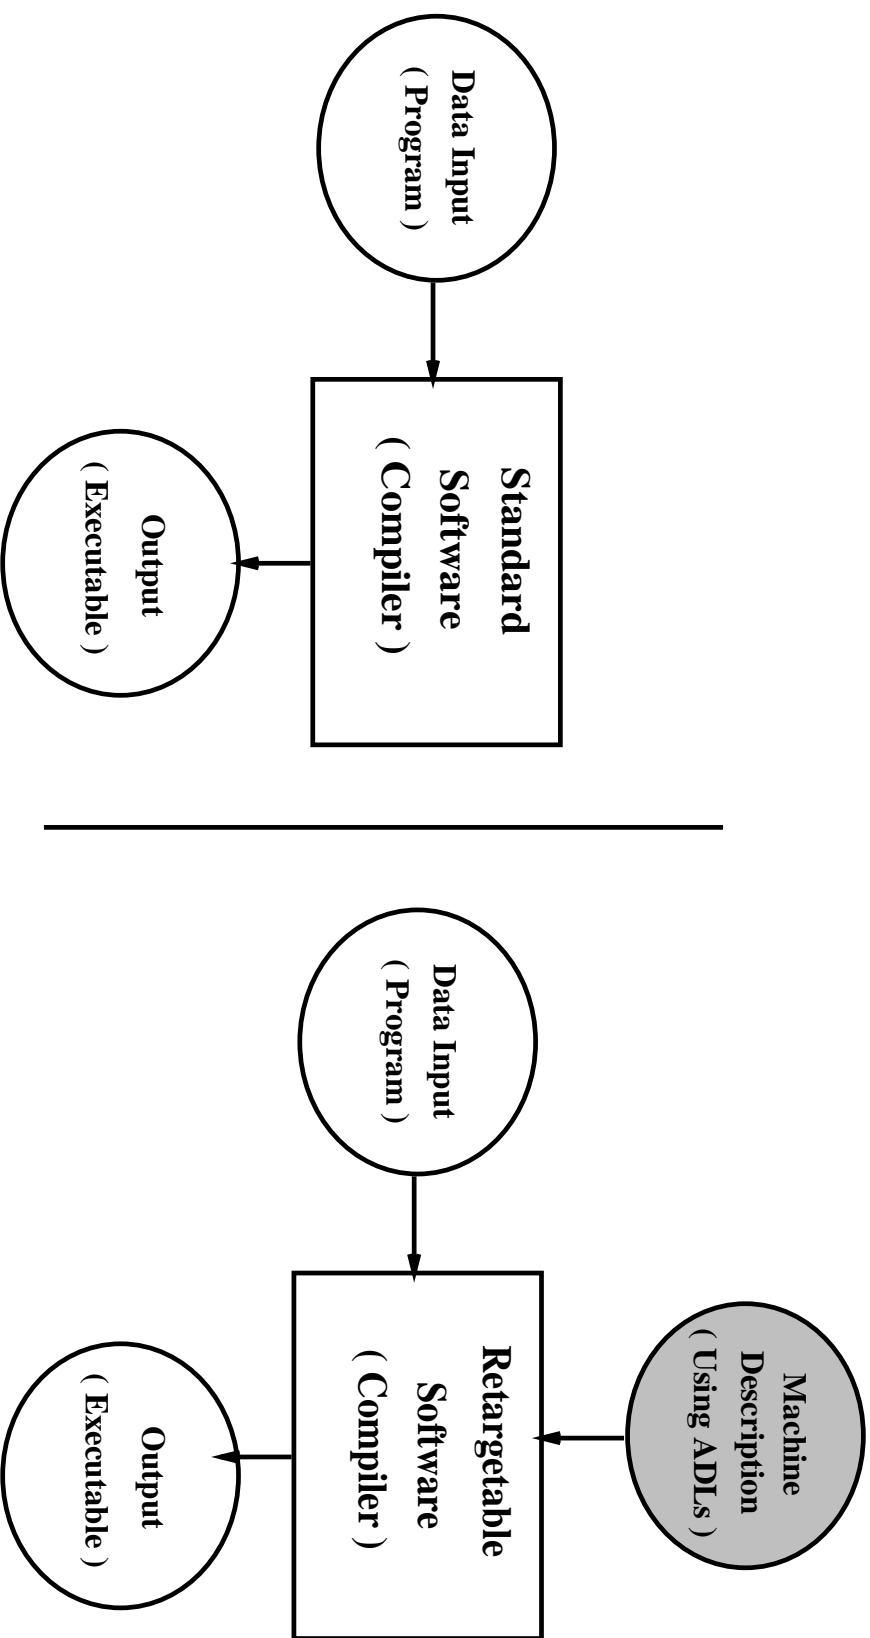 Data Input
( Program )
Standard
Software
( Compiler )
Output
( Executable )
Machine
Description
( Using ADLs )
Data Input
( Program )
Retargetable
Software
( Compiler )
Output
( Executable )